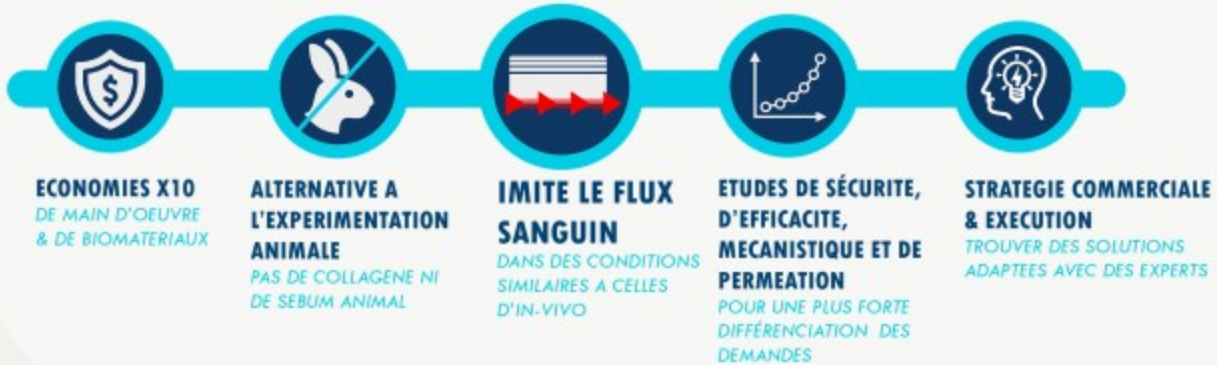 $
ECONOMIES X10
DE MAIN D'OEUVRE
& DE BIOMATERIAUX
ALTERNATIVE A
L'EXPERIMENTATION
ANIMALE
PAS DE COLLAGENE NI
DE SEBUM ANIMAL
IMITE LE FLUX
SANGUIN
DANS DES CONDITIONS
SIMILAIRES A CELLES
D'IN-VIVO
ETUDES DE SÉCURITE,
D'EFFICACITE,
MECANISTIQUE ET DE
PERMEATION
POUR UNE PLUS FORTE
DIFFÉRENCIATION DES
DEMANDES
STRATEGIE COMMERCIALE
& EXECUTION
TROUVER DES SOLUTIONS
ADAPTEES AVEC DES EXPERTS